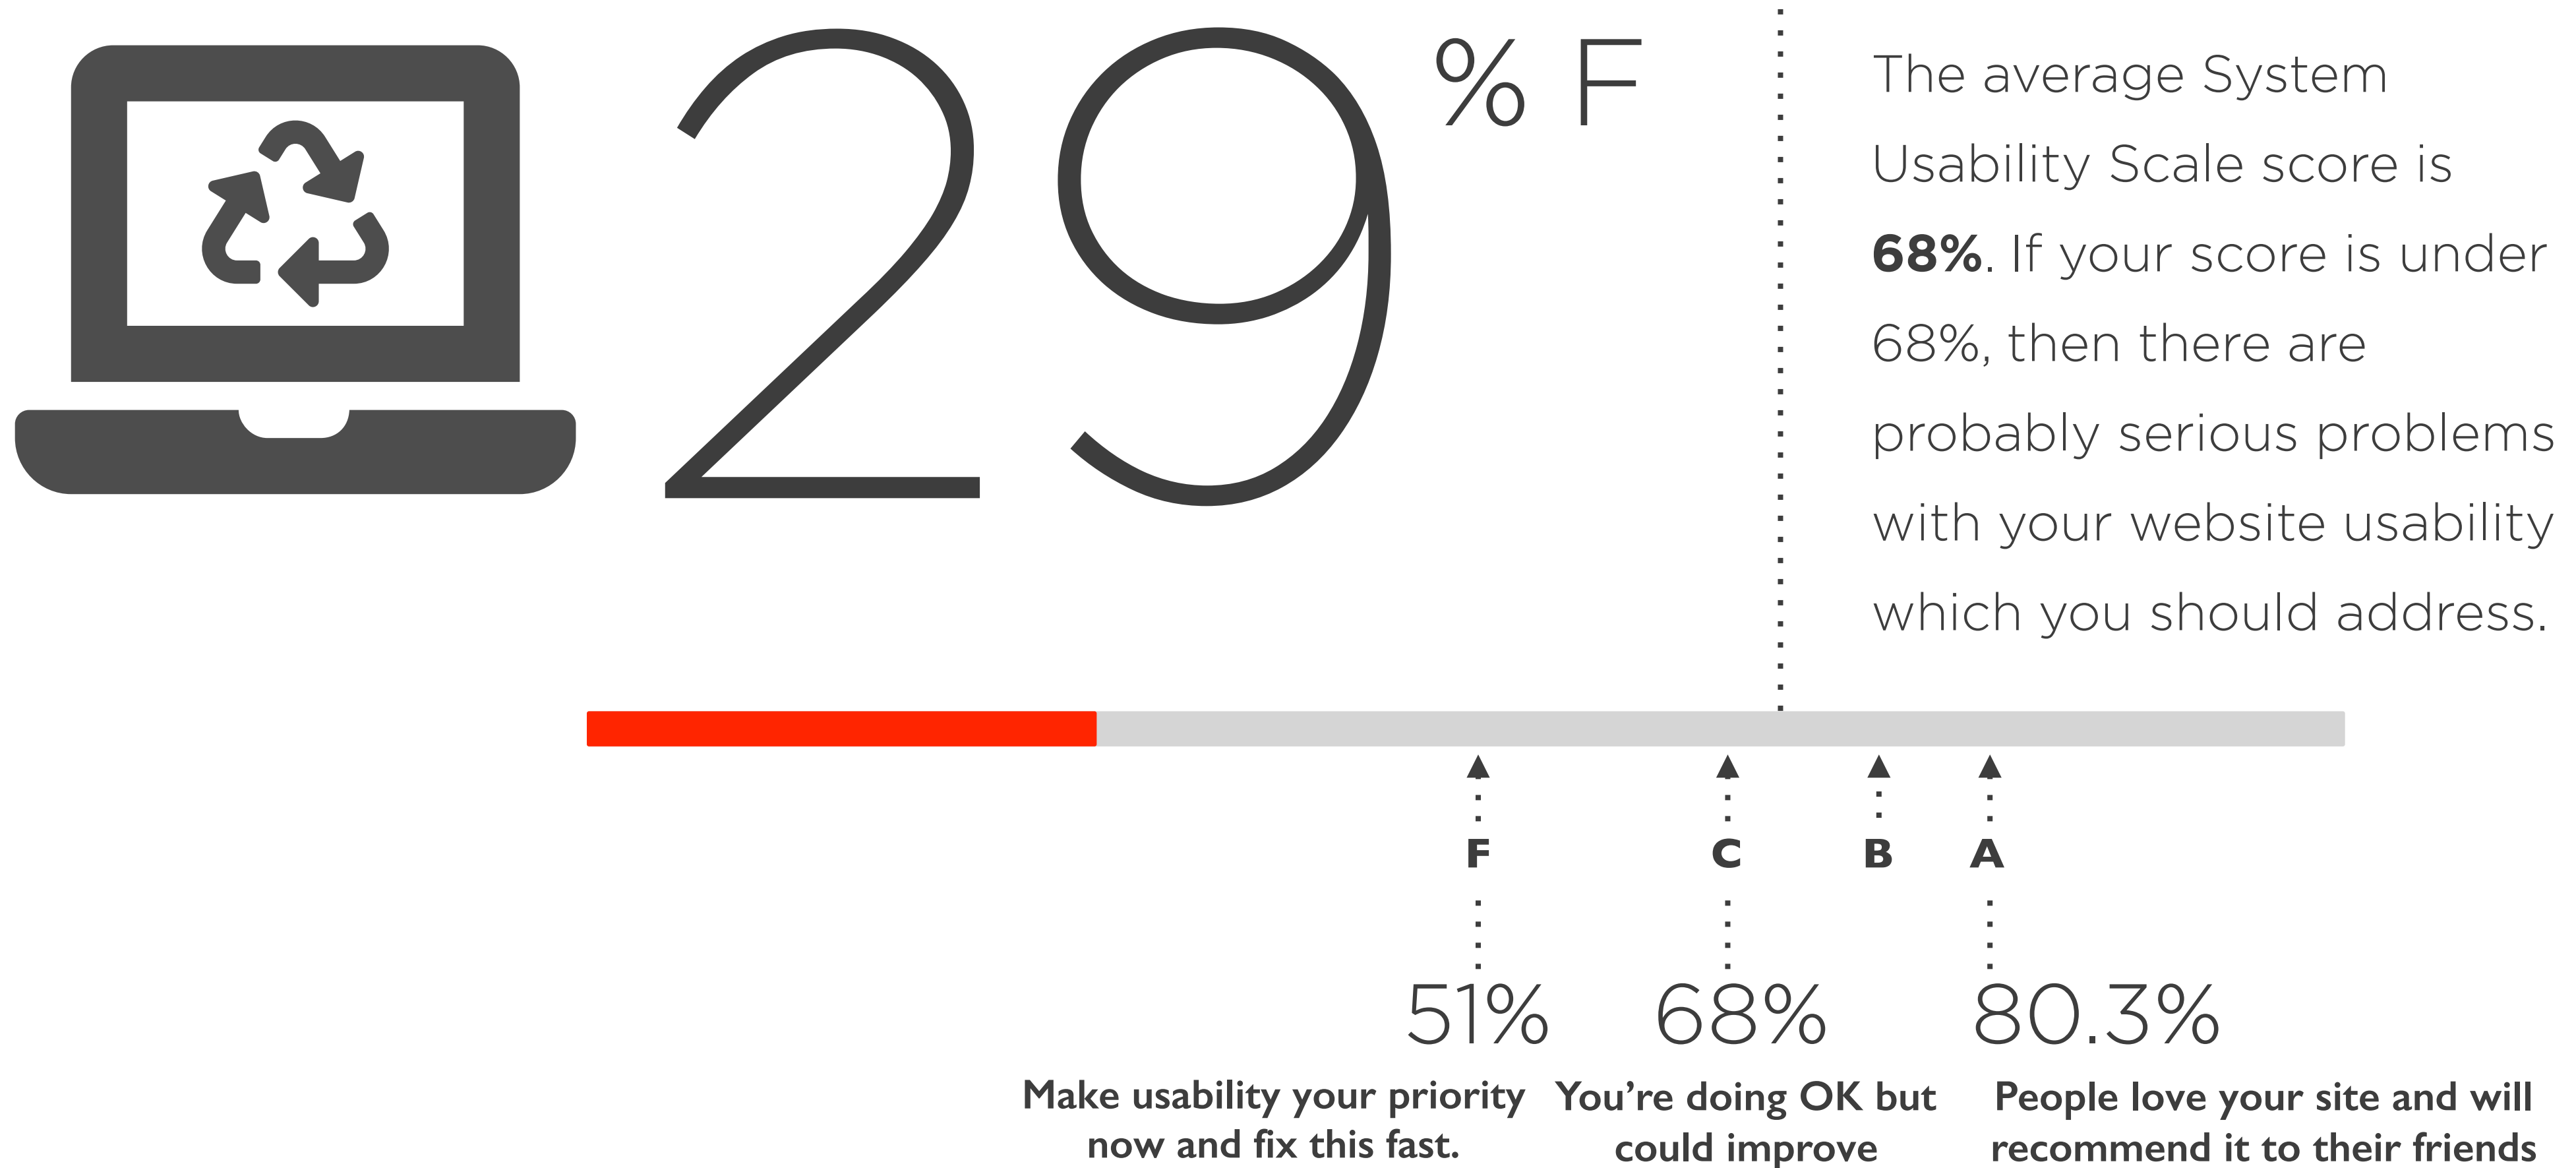 29 % F
The average System
Usability Scale score is
68%. If your score is under
68%, then there are
probably serious problems
with your website usability
which you should address.
F C B A
51% 68% 80.3%
Make usability your priority
now and fix this fast.
You’re doing OK but
could improve
People love your site and will
recommend it to their friends